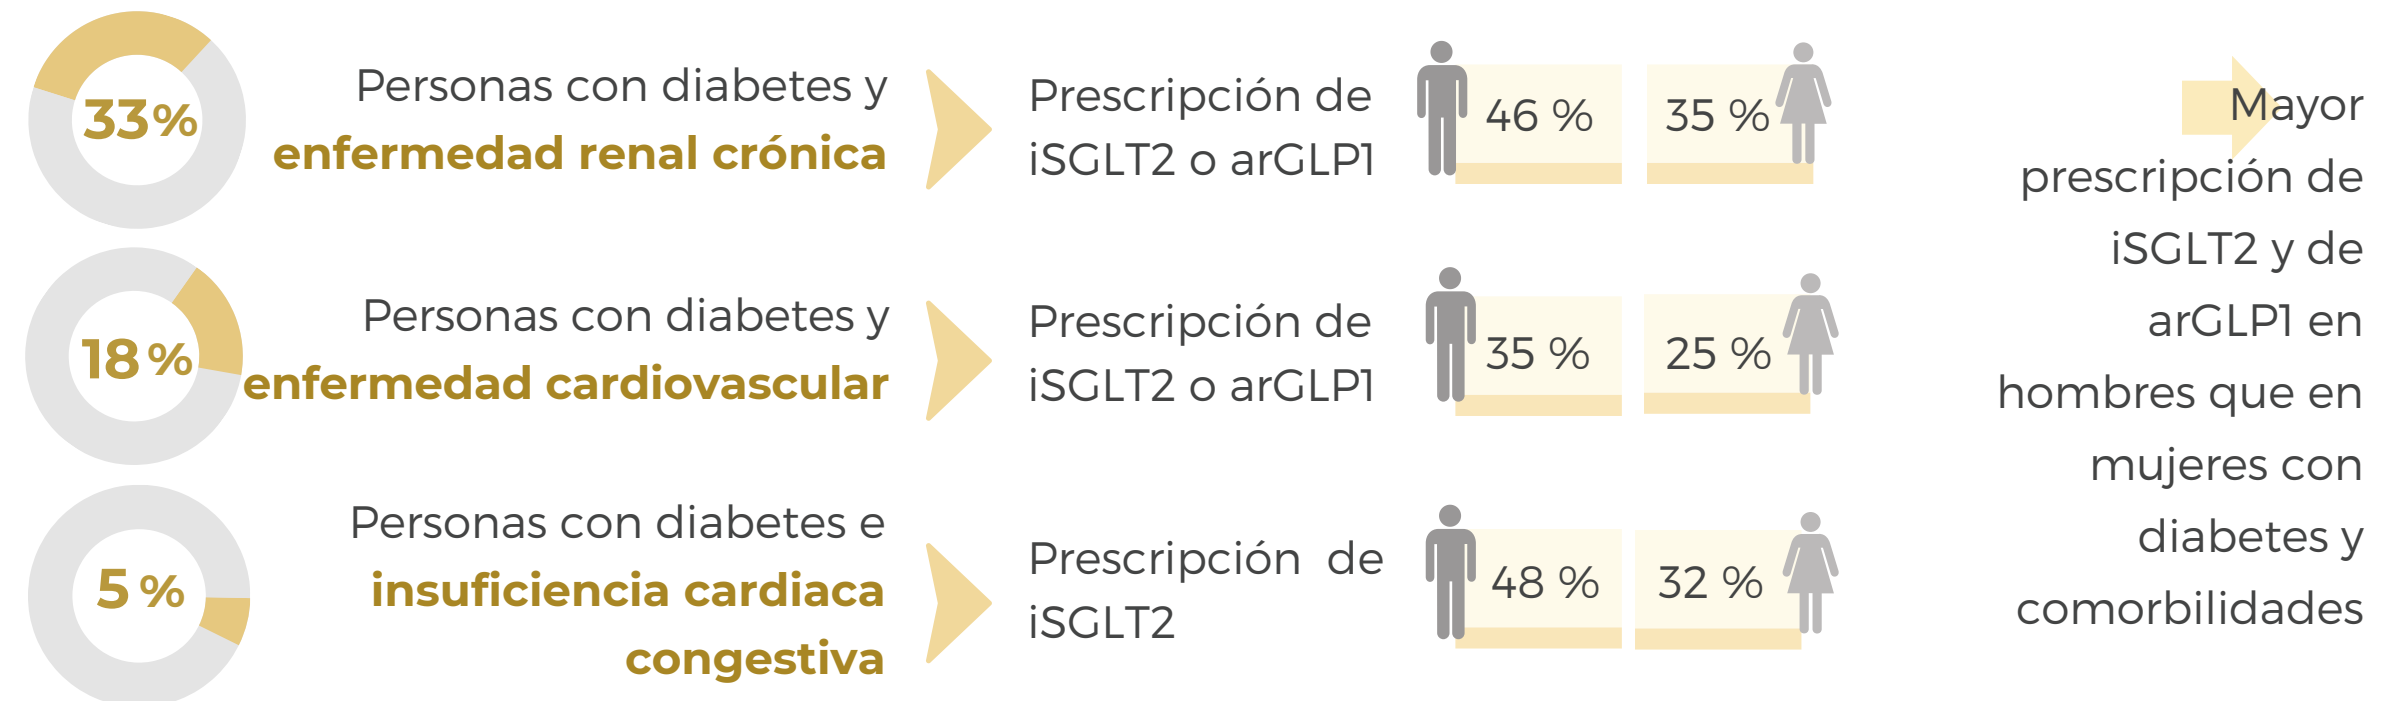 33%
Personas con diabetes y
enfermedad renal crónica
Prescripción de
iSGLT2 o arGLP1
46 %
35 %
18 %
Personas con diabetes y
enfermedad cardiovascular
Prescripción de
iSGLT2 o arGLP1
35 %
25 %
5 %
Personas con diabetes e
insuficiencia cardiaca
congestiva
Prescripción de
iSGLT2
48 %
32 %
Mayor
prescripción de
iSGLT2 y de
arGLP1 en
hombres que en
mujeres con
diabetes y
comorbilidades